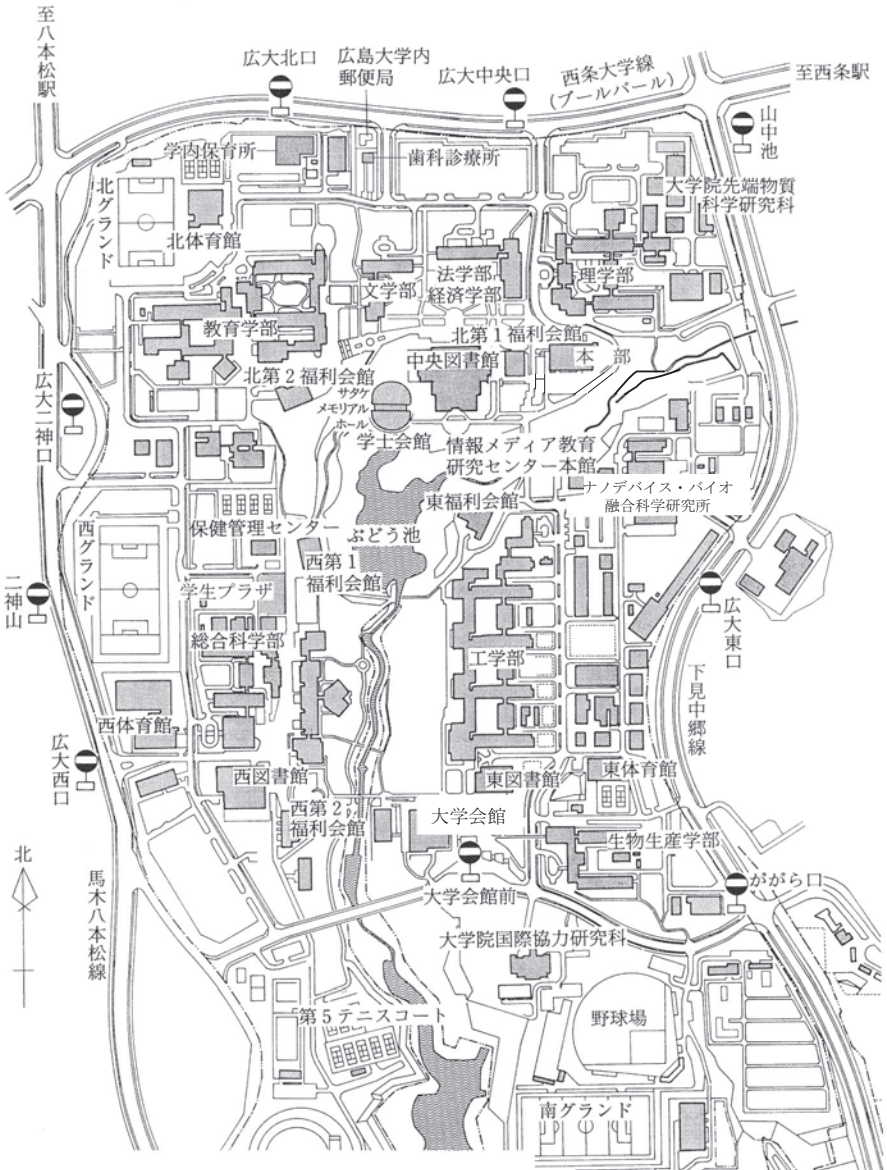 至八本松駅
広大北口
広島大学内
郵便局
広大中央口
西条大学線
(ブールバール)
至西条駅
山中池
学内保育所
歯科診療所
大学院先端物質
科学研究科
北グランド
北体育館
文学部
法学部
経済学部
理学部
教育学部
北第1福利会館
中央図書館
本部
北第2福利会館
サタケ
メモリアル
ホール
学士会館
広大二神口
情報メディア教育
研究センター本館
ナノデバイス・バイオ
融合科学研究所
東福利会館
保健管理センター
ぶどう池
西グランド
西第1
福利会館
学生プラザ
二神山
広大東口
総合科学部
工学部
下見中郷線
西体育館
広大西口
西図書館
東図書館
東体育館
西第2
福利会館
大学会館
生物生産学部
北
大学会館前
ががら口
馬木八本松線
大学院国際協力研究科
第5テニスコート
野球場
南グランド